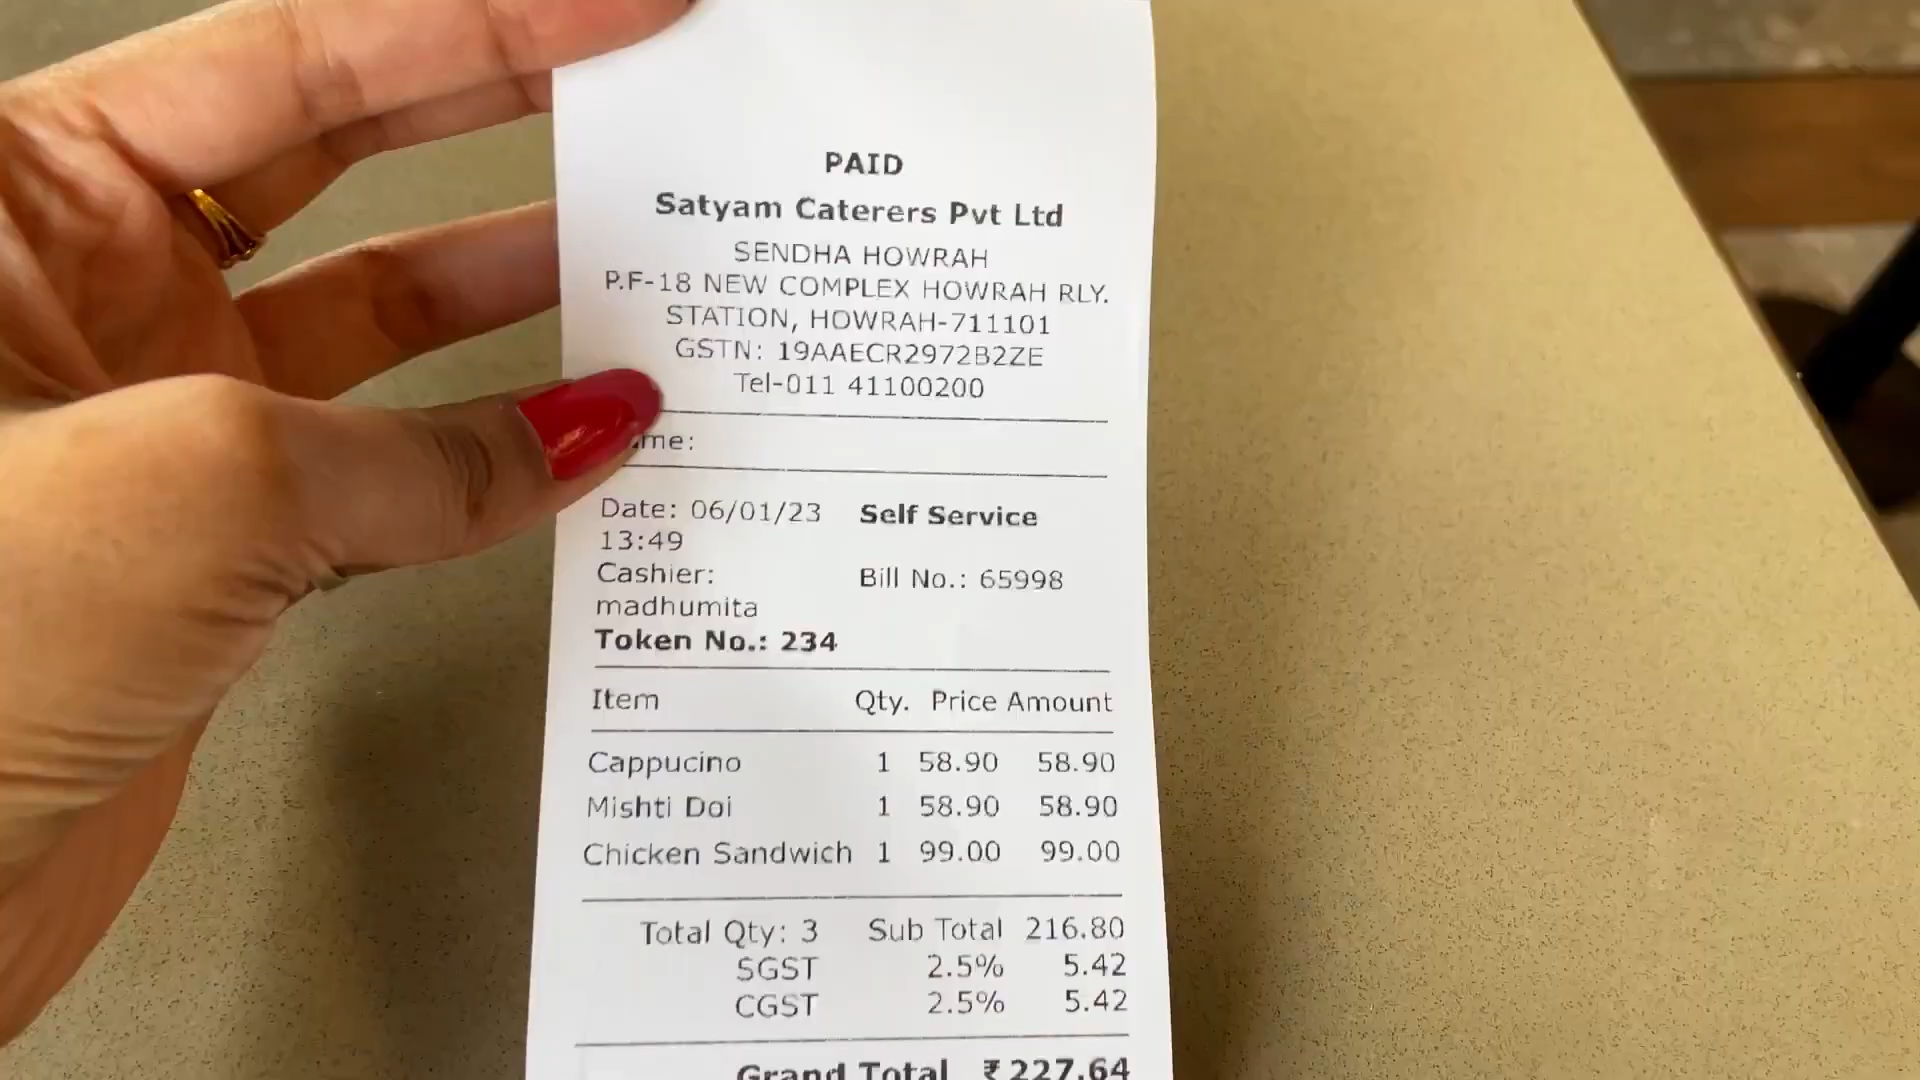 PAID
Satyam Caterers Pvt Ltd
SENDHA HOWRAH
P.F-18 NEW COMPLEX HOWRAH RLY.
STATION, HOWRAH-711101
GSTN: 19AAECR2972B2ZE
Tel-011 41100200
Date: 06/01/23 Self Service
13:49
Cashier: Bill No.: 65998
madhumita
Token No.: 234
Item Qty. Price Amount
Cappucino 1 58.90 58.90
Mishti Doi 1 58.90 58.90
Chicken Sandwich 1 99.00 99.00
Total Qty: 3 Sub Total 216.80
SGST 2.5% 5.42
CGST 2.5% 5.42
Grand Total ₹227.64